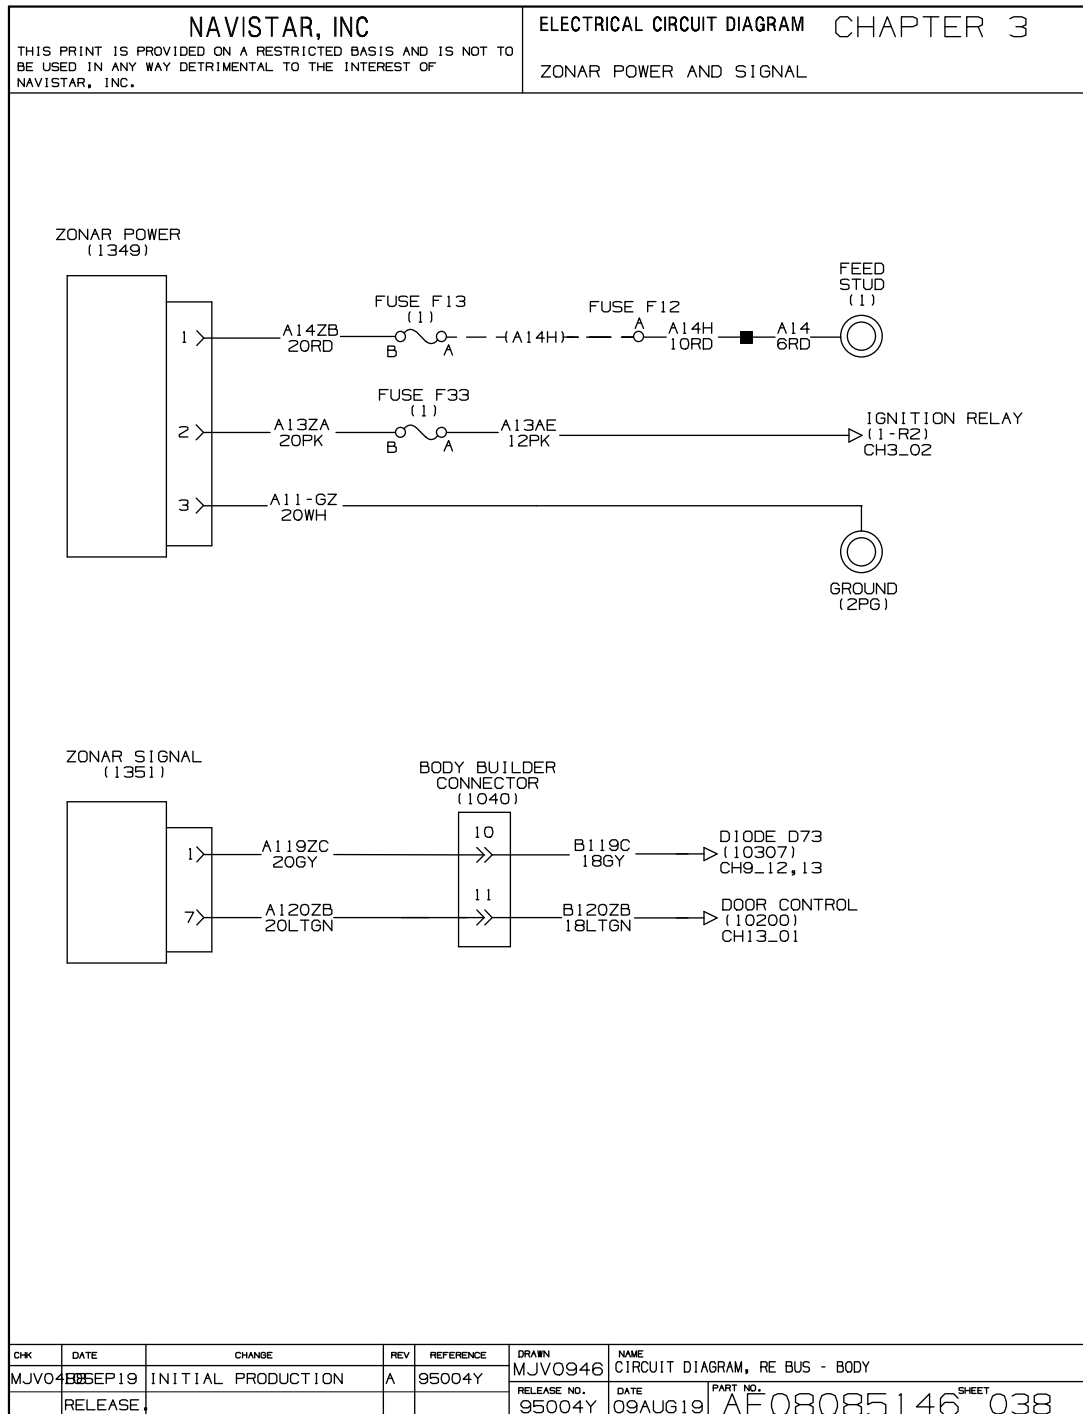 NAVISTAR, INC
THIS PRINT IS PROVIDED ON A RESTRICTED BASIS AND IS NOT TO
BE USED IN ANY WAY DETRIMENTAL TO THE INTEREST OF
NAVISTAR, INC.
ELECTRICAL CIRCUIT DIAGRAM CHAPTER 3
ZONAR POWER AND SIGNAL
ZONAR POWER
(1349)
1
A14ZB
20RD
FUSE F13
(1)
B
A
(A14H)
FUSE F12
A
A14H
10RD
A14
6RD
FEED
STUD
(1)
2
A13ZA
20PK
FUSE F33
(1)
B
A
A13AE
12PK
IGNITION RELAY
(1-R2)
CH3_02
3
A11-GZ
20WH
GROUND
(2PG)
ZONAR SIGNAL
(1351)
BODY BUILDER
CONNECTOR
(1040)
1
A119ZC
20GY
10
B119C
18GY
DIODE D73
(10307)
CH9_12,13
7
A120ZB
20LTGN
11
B120ZB
18LTGN
DOOR CONTROL
(10200)
CH13_01
CHK DATE CHANGE REV REFERENCE
05SEP19 INITIAL PRODUCTION A 95004Y
RELEASE.
DRAWN
MJV0946
NAME
CIRCUIT DIAGRAM, RE BUS - BODY
RELEASE NO.
95004Y
DATE
09AUG19
PART NO.
AE08085146
SHEET
038